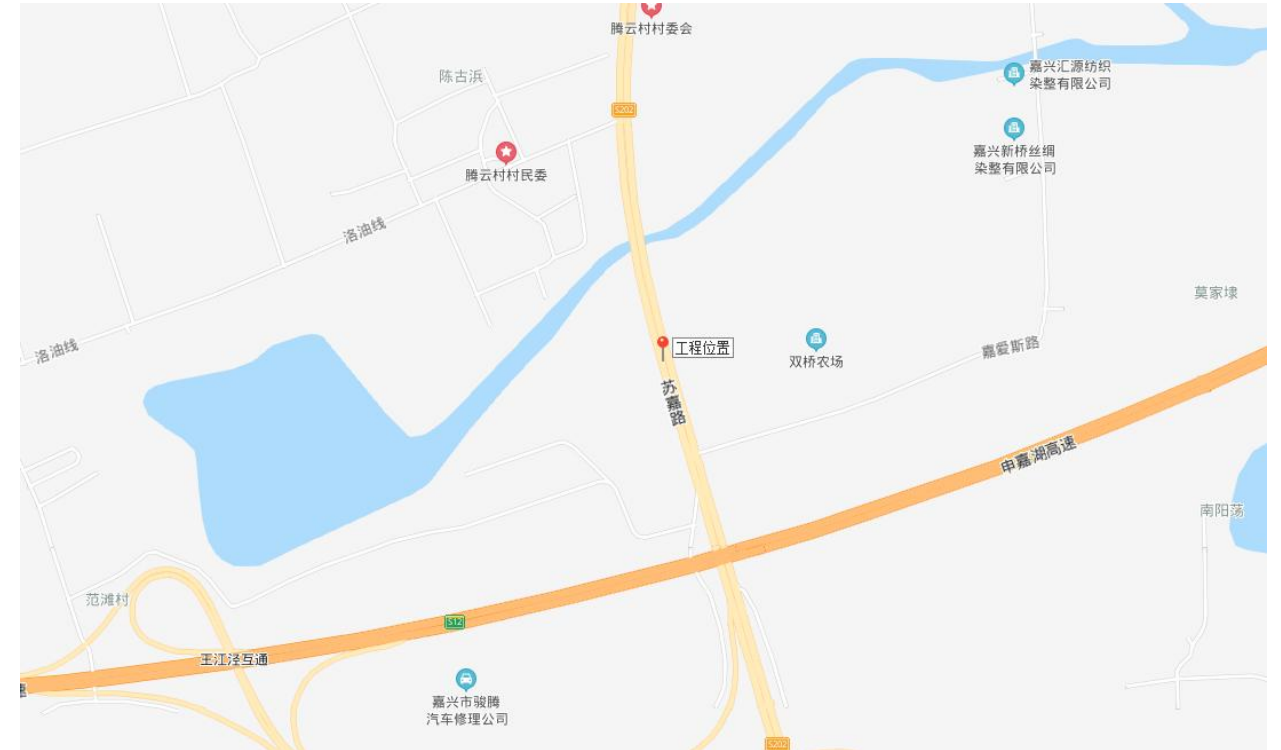 腾云村村委会
陈古浜
嘉兴汇源纺织
染整有限公司
S202
嘉兴新桥丝绸
染整有限公司
腾云村村民委
洛油线
莫家埭
洛油线
工程位置
双桥农场
嘉爱斯路
苏嘉路
申嘉湖高速
南阳荡
范滩村
S12
王江泾互通
速
嘉兴市骏腾
汽车修理公司
S202